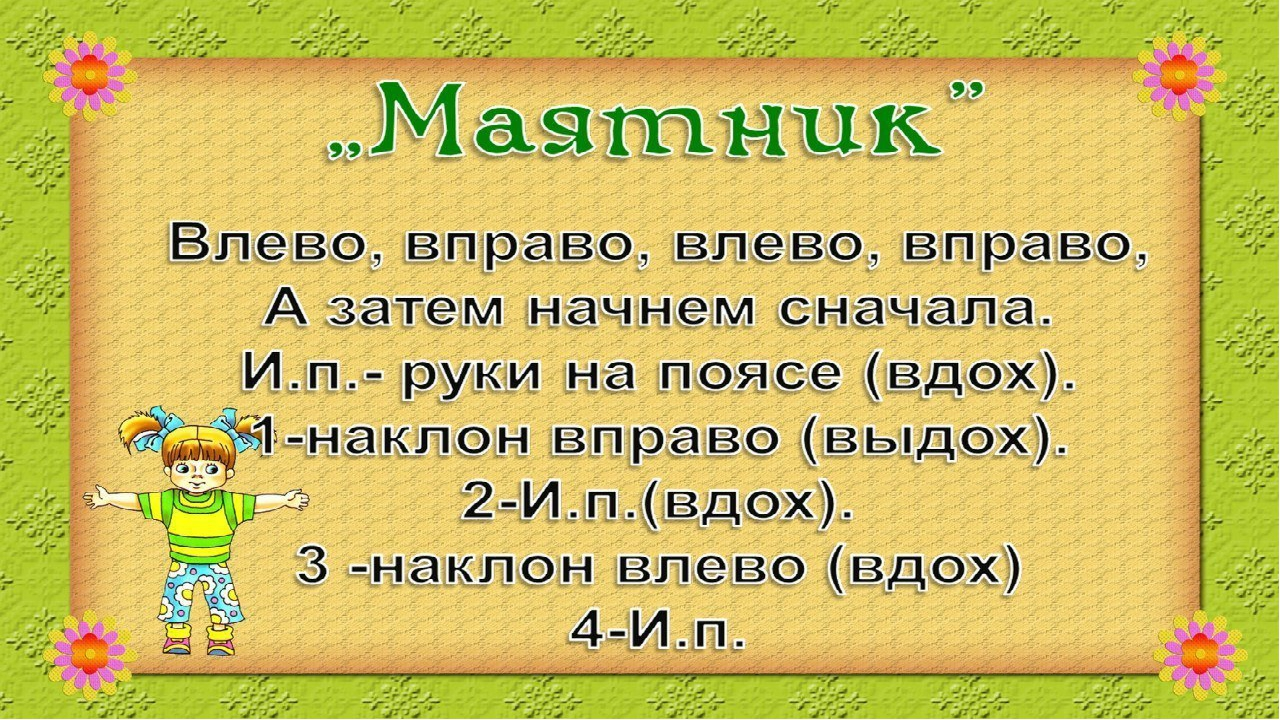 „Маятник”
Влево, вправо, влево, вправо,
А затем начнем сначала.
И.п.- руки на поясе (вдох).
1-наклон вправо (выдох).
2-И.п.(вдох).
3 -наклон влево (вдох)
4-И.п.